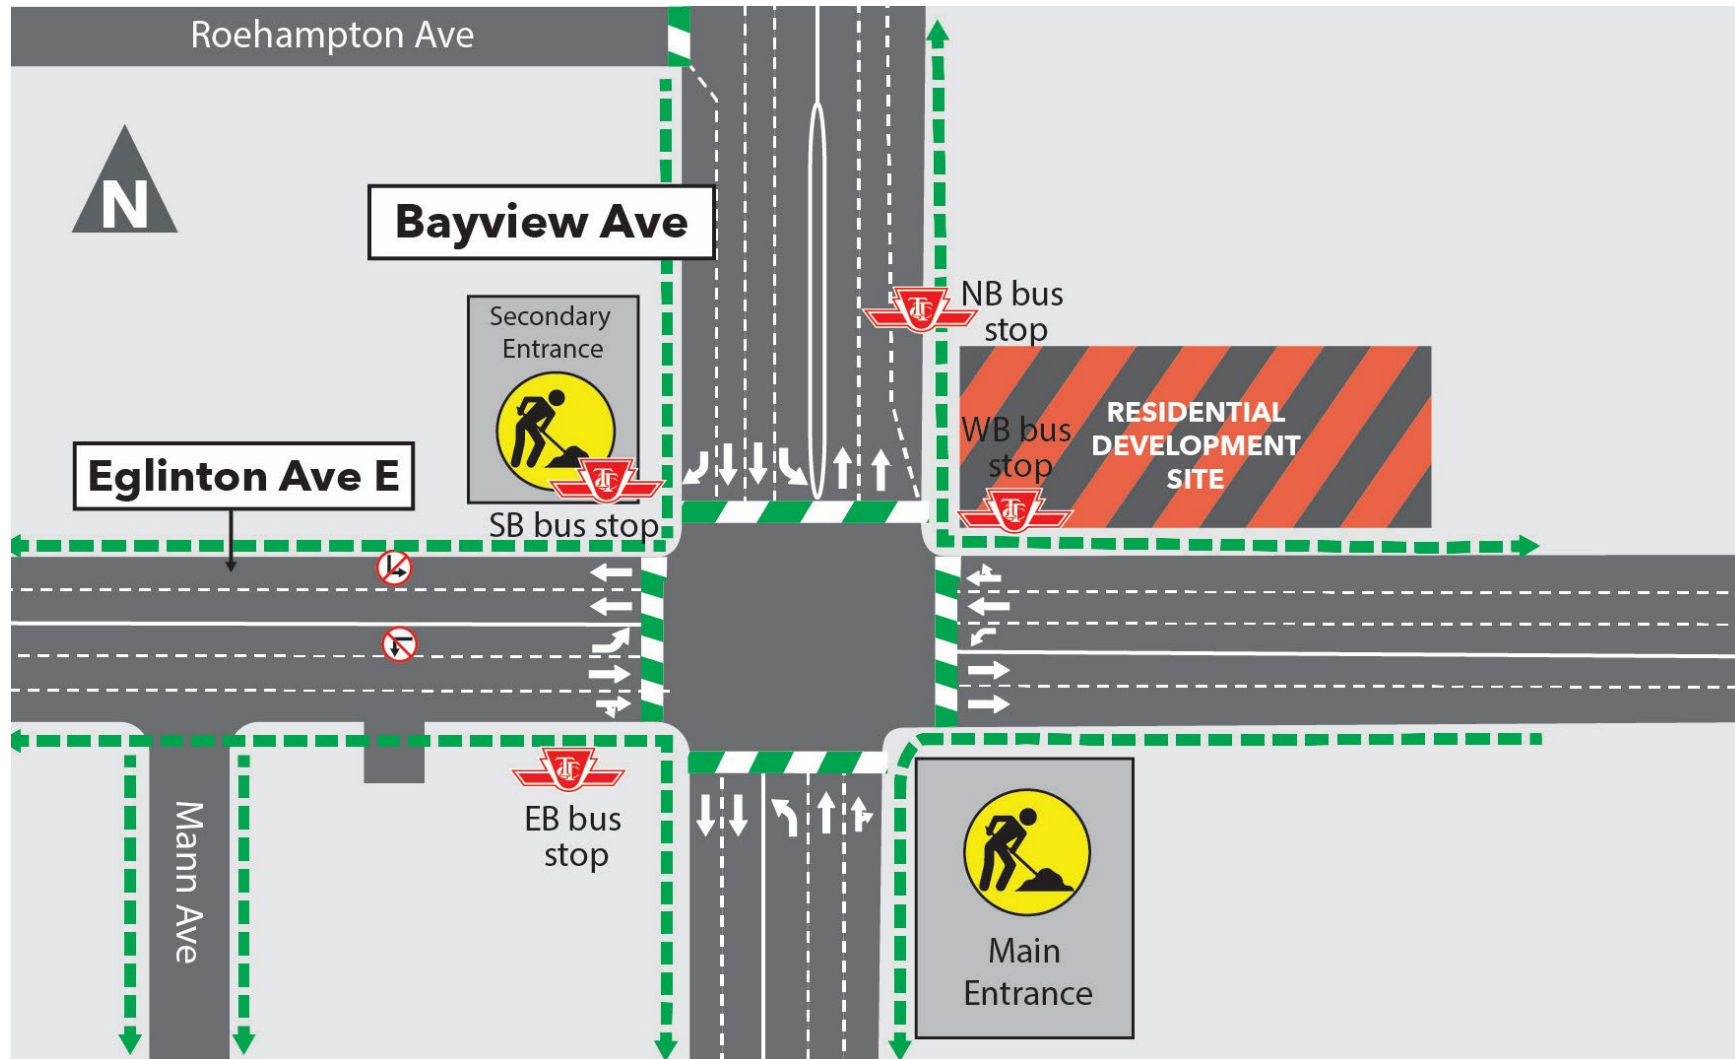 Roehampton Ave
N
Bayview Ave
NB bus
stop
Secondary
Entrance
WB bus
stop
RESIDENTIAL
DEVELOPMENT
SITE
Eglinton Ave E
SB bus stop
EB bus
stop
Mann Ave
Main
Entrance